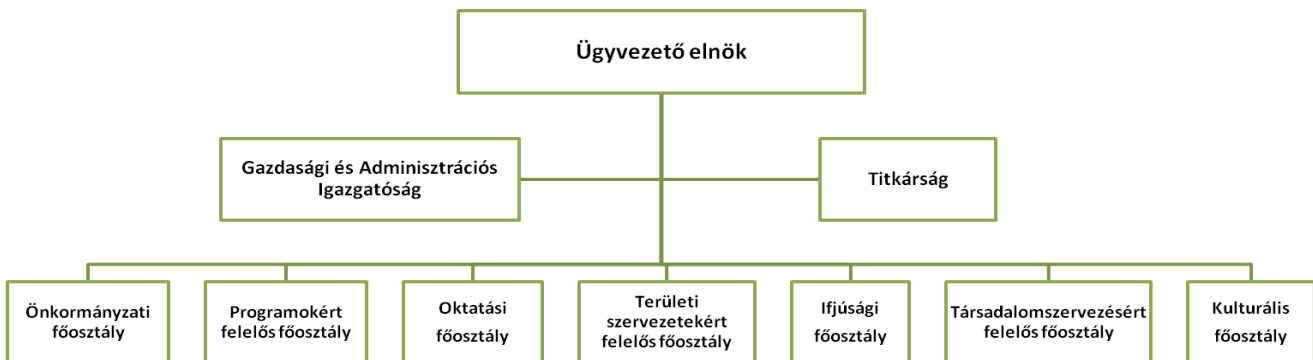 Ügyvezető elnök
Gazdasági és Adminisztrációs
Igazgatóság
Titkárság
Önkormányzati
főosztály
Programokért
felelős főosztály
Oktatási
főosztály
Területi
szervezetekért
felelős főosztály
Ifjúsági
főosztály
Társadalomszervezésért
felelős főosztály
Kulturális
főosztály